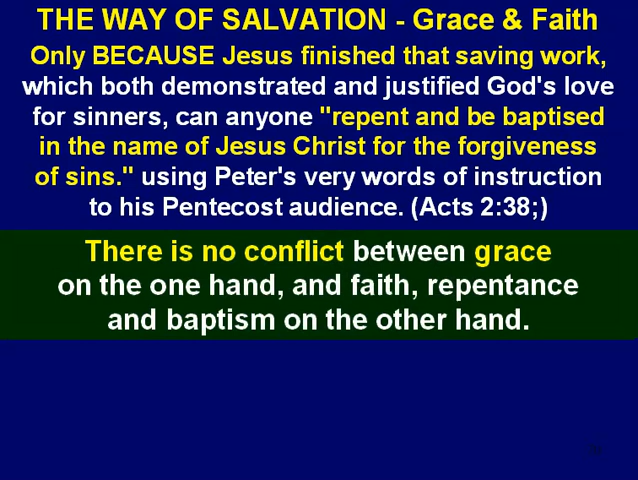 THE WAY OF SALVATION - Grace & Faith
Only BECAUSE Jesus finished that saving work,
which both demonstrated and justified God's love
for sinners, can anyone "repent and be baptised
in the name of Jesus Christ for the forgiveness
of sins." using Peter's very words of instruction
to his Pentecost audience. (Acts 2:38;)
There is no conflict between grace
on the one hand, and faith, repentance
and baptism on the other hand.